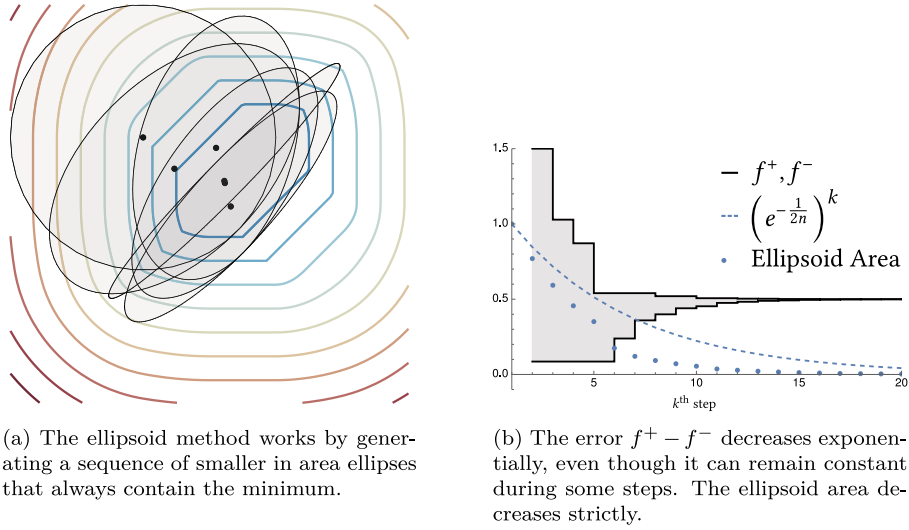 1.5
1.0
0.5
0.0
5
10
15
20
kth step
f+, f−
(e^{-\frac{1}{2n}})^k
Ellipsoid Area
(a) The ellipsoid method works by gener-
ating a sequence of smaller in area ellipses
that always contain the minimum.
(b) The error f+ − f− decreases exponen-
tially, even though it can remain constant
during some steps. The ellipsoid area de-
creases strictly.